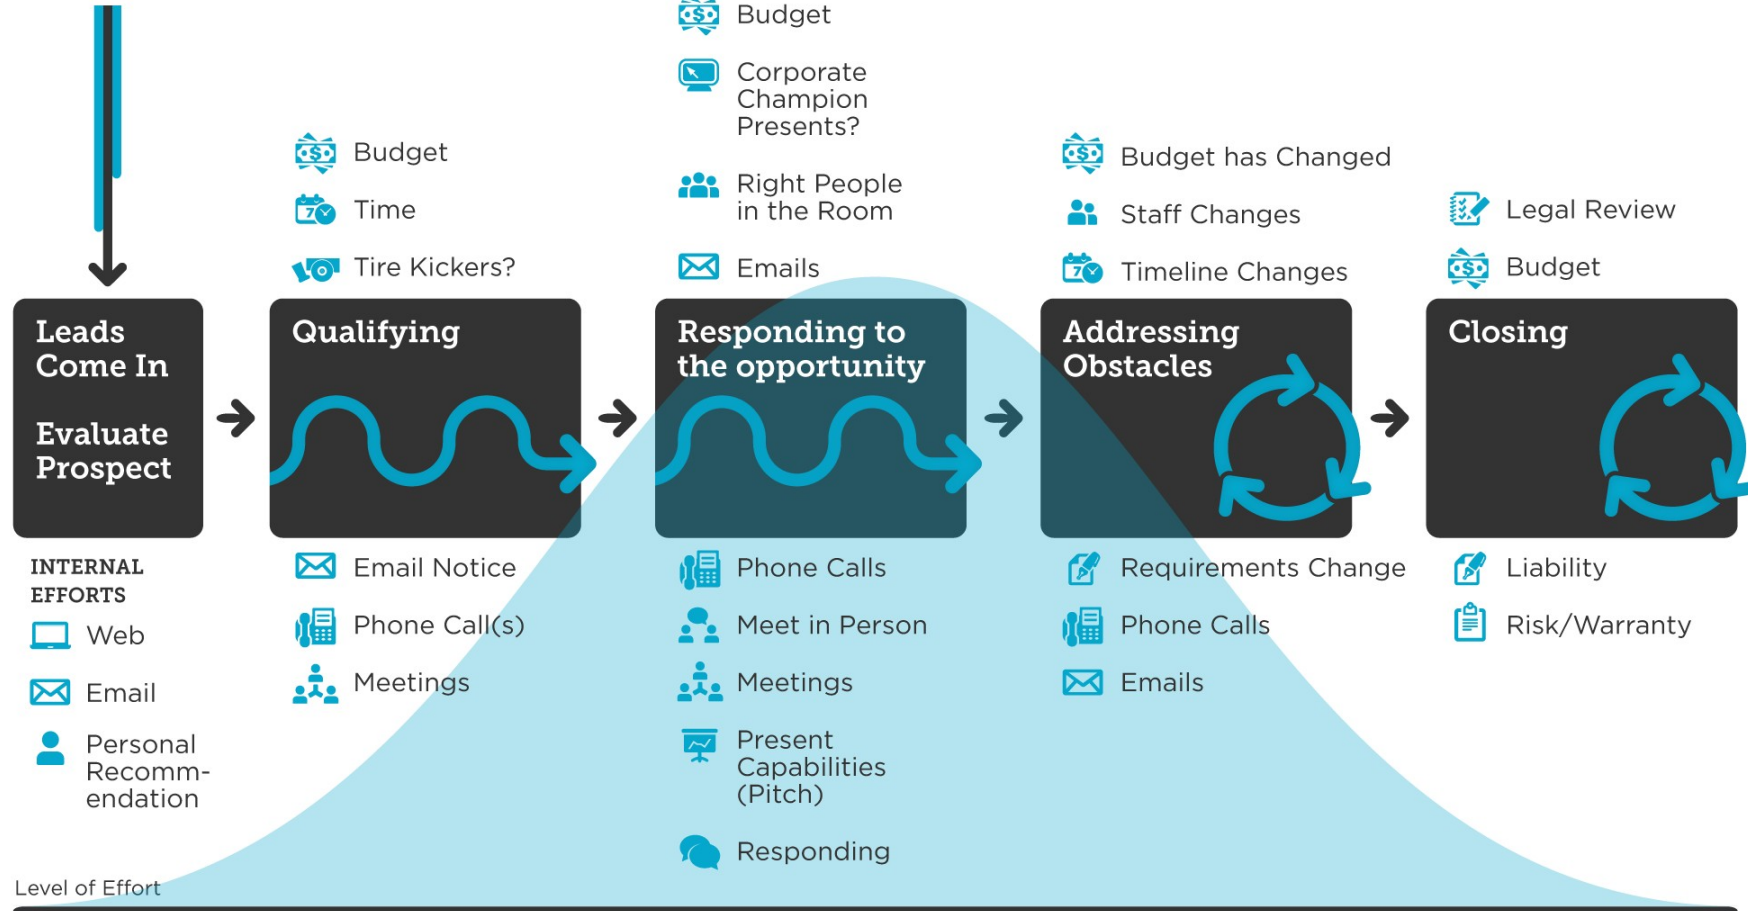 Budget
Time
Tire Kickers?
Budget
Corporate
Champion
Presents?
Right People
in the Room
Emails
Budget has Changed
Staff Changes
Timeline Changes
Legal Review
Budget
Leads
Come In
Evaluate
Prospect
Qualifying
Responding to
the opportunity
Addressing
Obstacles
Closing
INTERNAL
EFFORTS
Web
Email
Personal
Recomm-
endation
Email Notice
Phone Call(s)
Meetings
Phone Calls
Meet in Person
Meetings
Present
Capabilities
(Pitch)
Responding
Requirements Change
Phone Calls
Emails
Liability
Risk/Warranty
Level of Effort